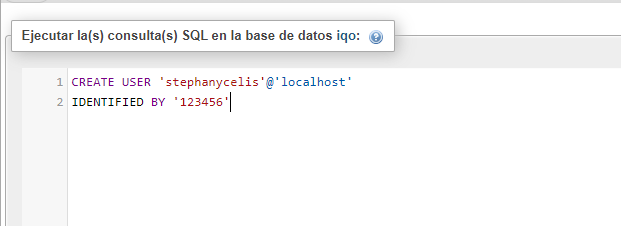 Ejecutar la(s) consulta(s) SQL en la base de datos iqo:
1 CREATE USER 'stephanycelis'@'localhost'
2 IDENTIFIED BY '123456'